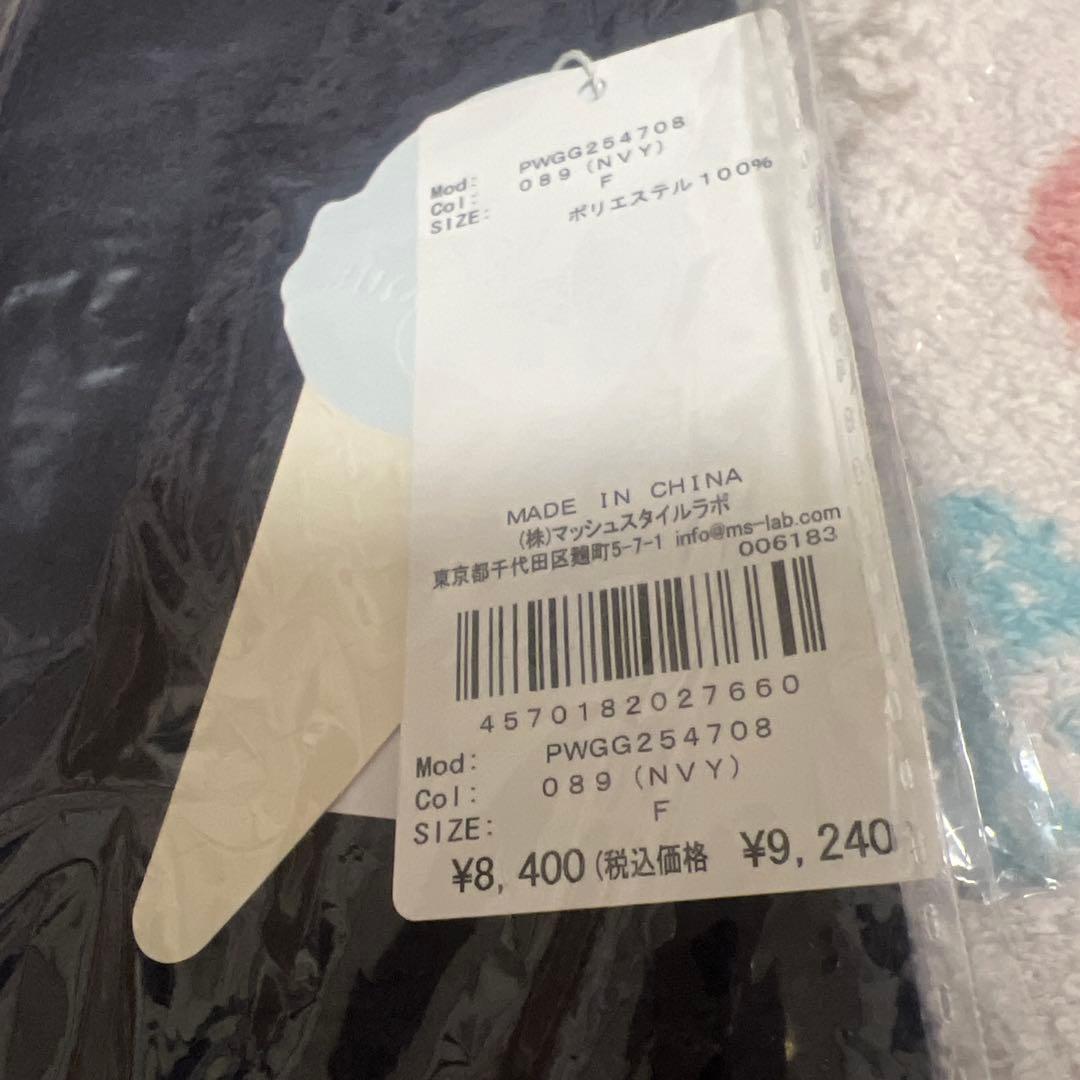 Mod: PWGG254708
Col: 089 (NVY)
SIZE: F
ポリエステル100%
MADE IN CHINA
(株)マッシュスタイルラボ
東京都千代田区麹町5-7-1 info@ms-lab.com
006183
4570182027660
Mod: PWGG254708
Col: 089 (NVY)
SIZE: F
¥8,400(税込価格 ¥9,240